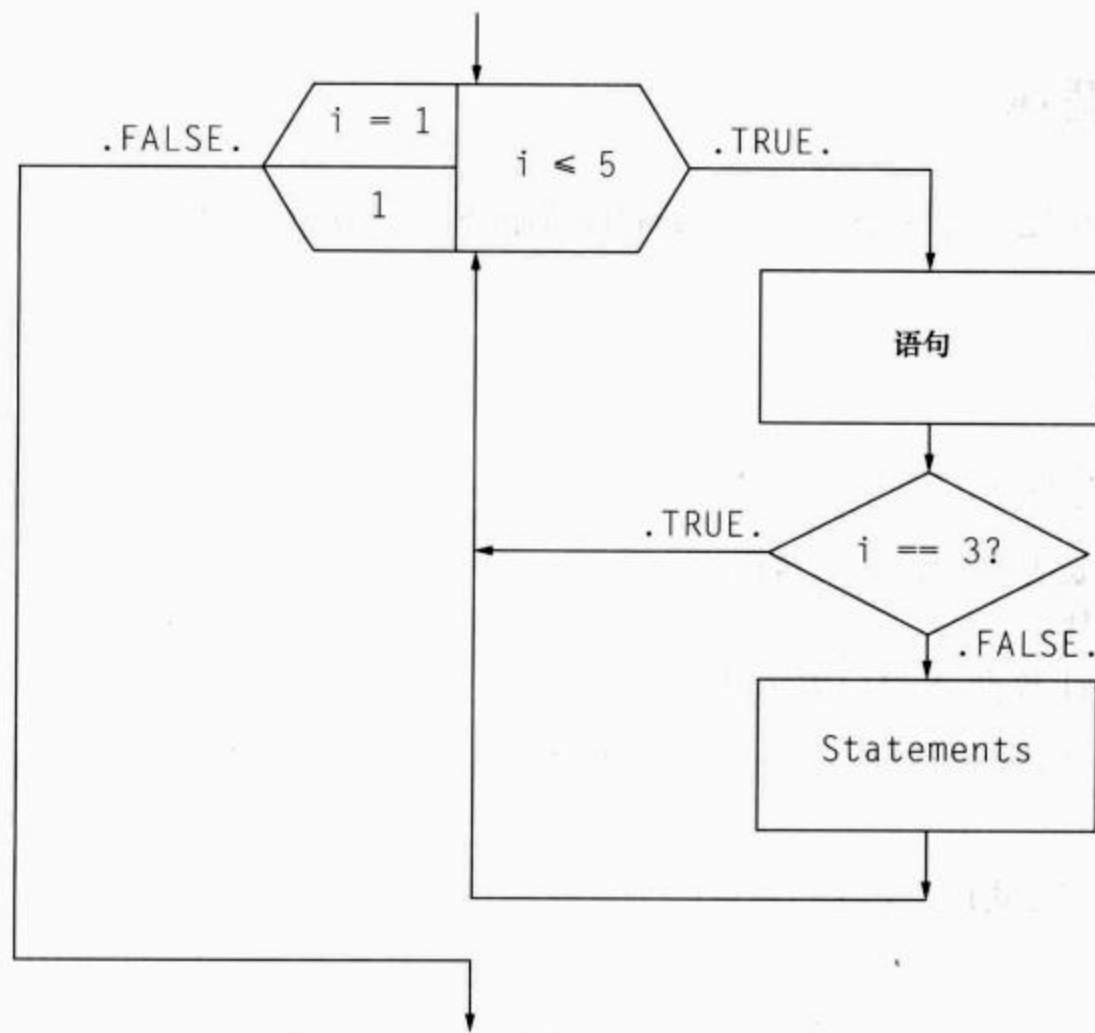 i = 1
.FALSE.
i ≤ 5
.TRUE.
1
语句
.TRUE.
i == 3?
.FALSE.
Statements